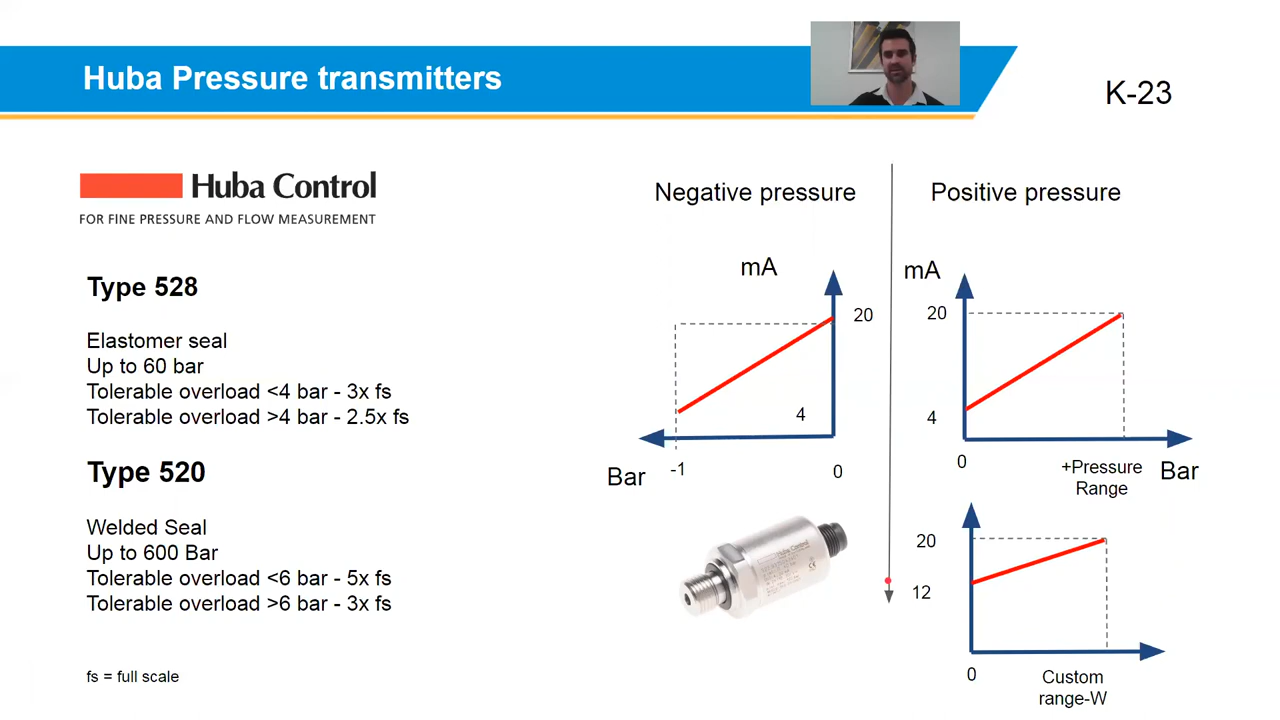 Huba Pressure transmitters
K-23
Huba Control
FOR FINE PRESSURE AND FLOW MEASUREMENT
Type 528
Elastomer seal
Up to 60 bar
Tolerable overload <4 bar - 3x fs
Tolerable overload >4 bar - 2.5x fs
Type 520
Welded Seal
Up to 600 Bar
Tolerable overload <6 bar - 5x fs
Tolerable overload >6 bar - 3x fs
fs = full scale
Negative pressure
mA
20
4
Bar
-1
0
Huba Control
Positive pressure
mA
20
4
0
+Pressure
Range
Bar
20
12
0
Custom
range-W